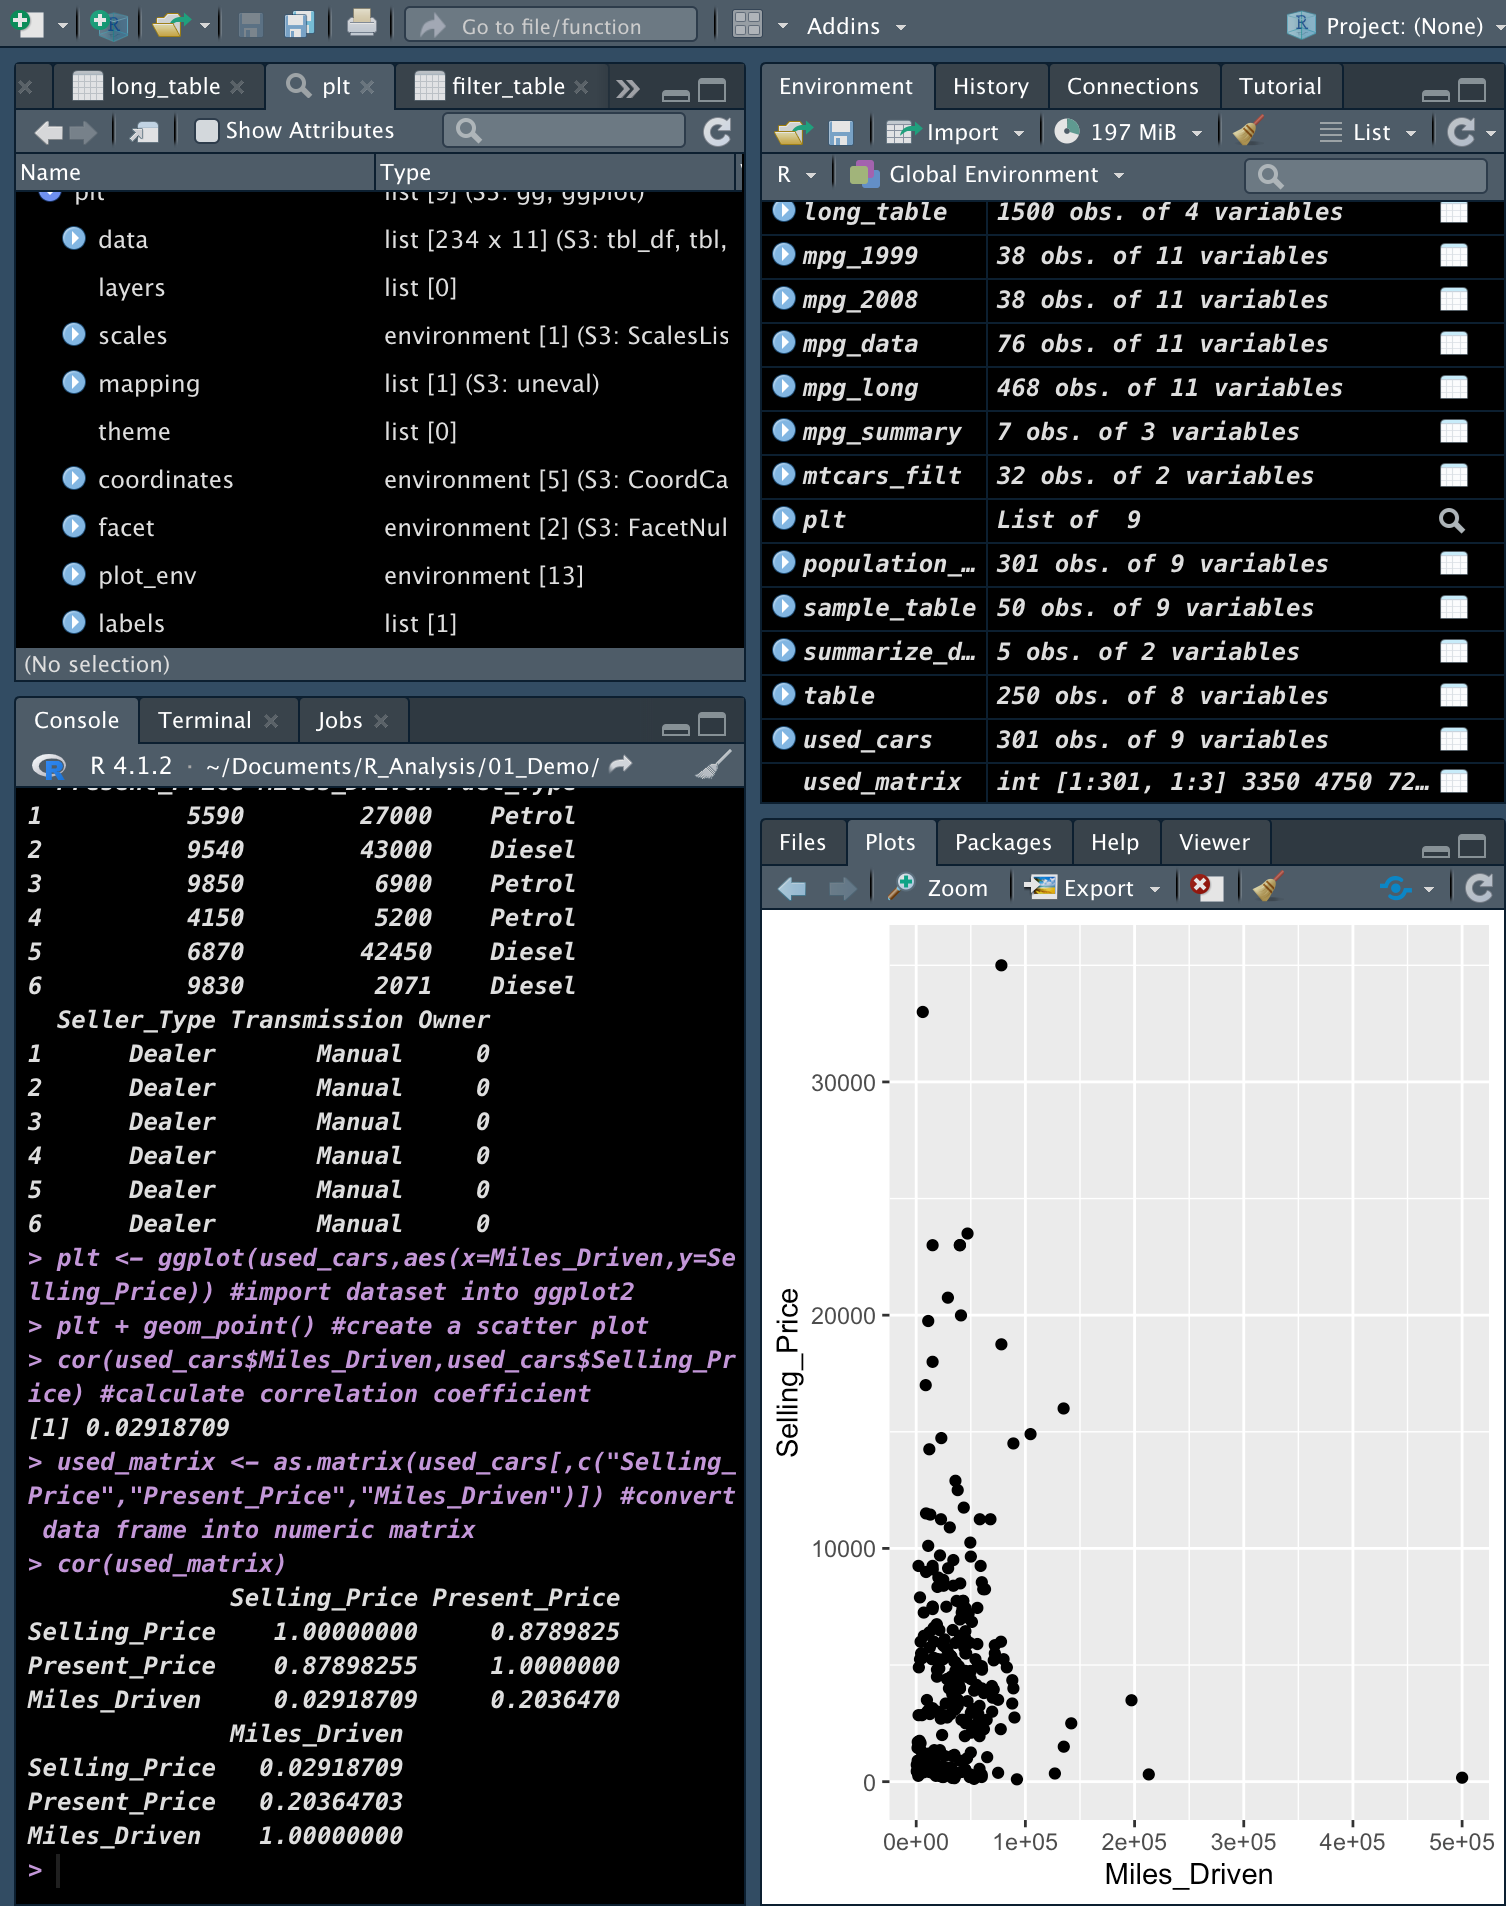 Go to file/function
Addins
Project: (None)
long_table
plt
filter_table
Show Attributes
Name Type
plt list [9] (S3: gg, ggplot)
data list [234 x 11] (S3: tbl_df, tbl,
layers list [0]
scales environment [1] (S3: ScalesLis
mapping list [1] (S3: uneval)
theme list [0]
coordinates environment [5] (S3: CoordCa
facet environment [2] (S3: FacetNul
plot_env environment [13]
labels list [1]
(No selection)
Console Terminal Jobs
R 4.1.2 · ~/Documents/R_Analysis/01_Demo/
Present_Price Miles_Driven Fuel_Type
1 5590 27000 Petrol
2 9540 43000 Diesel
3 9850 6900 Petrol
4 4150 5200 Petrol
5 6870 42450 Diesel
6 9830 2071 Diesel
Seller_Type Transmission Owner
1 Dealer Manual 0
2 Dealer Manual 0
3 Dealer Manual 0
4 Dealer Manual 0
5 Dealer Manual 0
6 Dealer Manual 0
> plt <- ggplot(used_cars,aes(x=Miles_Driven,y=Se
lling_Price)) #import dataset into ggplot2
> plt + geom_point() #create a scatter plot
> cor(used_cars$Miles_Driven,used_cars$Selling_Pr
ice) #calculate correlation coefficient
[1] 0.02918709
> used_matrix <- as.matrix(used_cars[,c("Selling_
Price","Present_Price","Miles_Driven")]) #convert
data frame into numeric matrix
> cor(used_matrix)
Selling_Price Present_Price
Selling_Price 1.00000000 0.8789825
Present_Price 0.87898255 1.0000000
Miles_Driven 0.02918709 0.2036470
Miles_Driven
Selling_Price 0.02918709
Present_Price 0.20364703
Miles_Driven 1.00000000
>
Environment History Connections Tutorial
Import 197 MiB List
R Global Environment
long_table 1500 obs. of 4 variables
mpg_1999 38 obs. of 11 variables
mpg_2008 38 obs. of 11 variables
mpg_data 76 obs. of 11 variables
mpg_long 468 obs. of 11 variables
mpg_summary 7 obs. of 3 variables
mtcars_filt 32 obs. of 2 variables
plt List of 9
population_… 301 obs. of 9 variables
sample_table 50 obs. of 9 variables
summarize_d… 5 obs. of 2 variables
table 250 obs. of 8 variables
used_cars 301 obs. of 9 variables
used_matrix int [1:301, 1:3] 3350 4750 72…
Files Plots Packages Help Viewer
Zoom Export
30000
20000
10000
0
Selling_Price
0e+00 1e+05 2e+05 3e+05 4e+05 5e+05
Miles_Driven